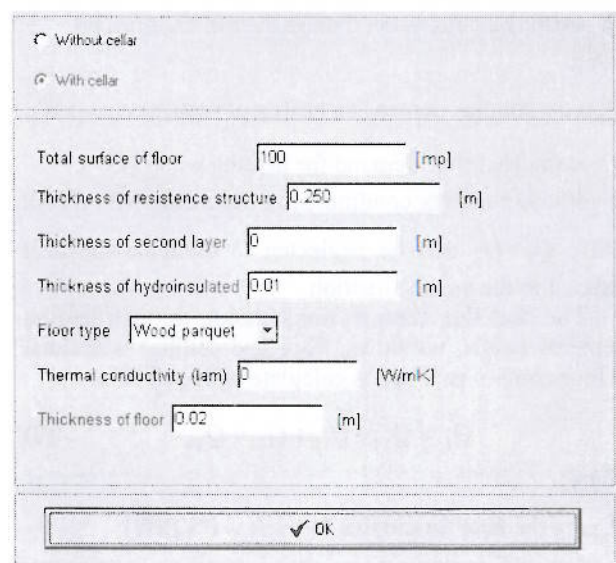 Without cellar
With cellar
Total surface of floor 100 [mp]
Thickness of resistence structure 0.250 [m]
Thickness of second layer 0 [m]
Thickness of hydroinsulated 0.01 [m]
Floor type Wood parquet
Thermal conductivity (lam) 0 [W/mK]
Thickness of floor 0.02 [m]
OK